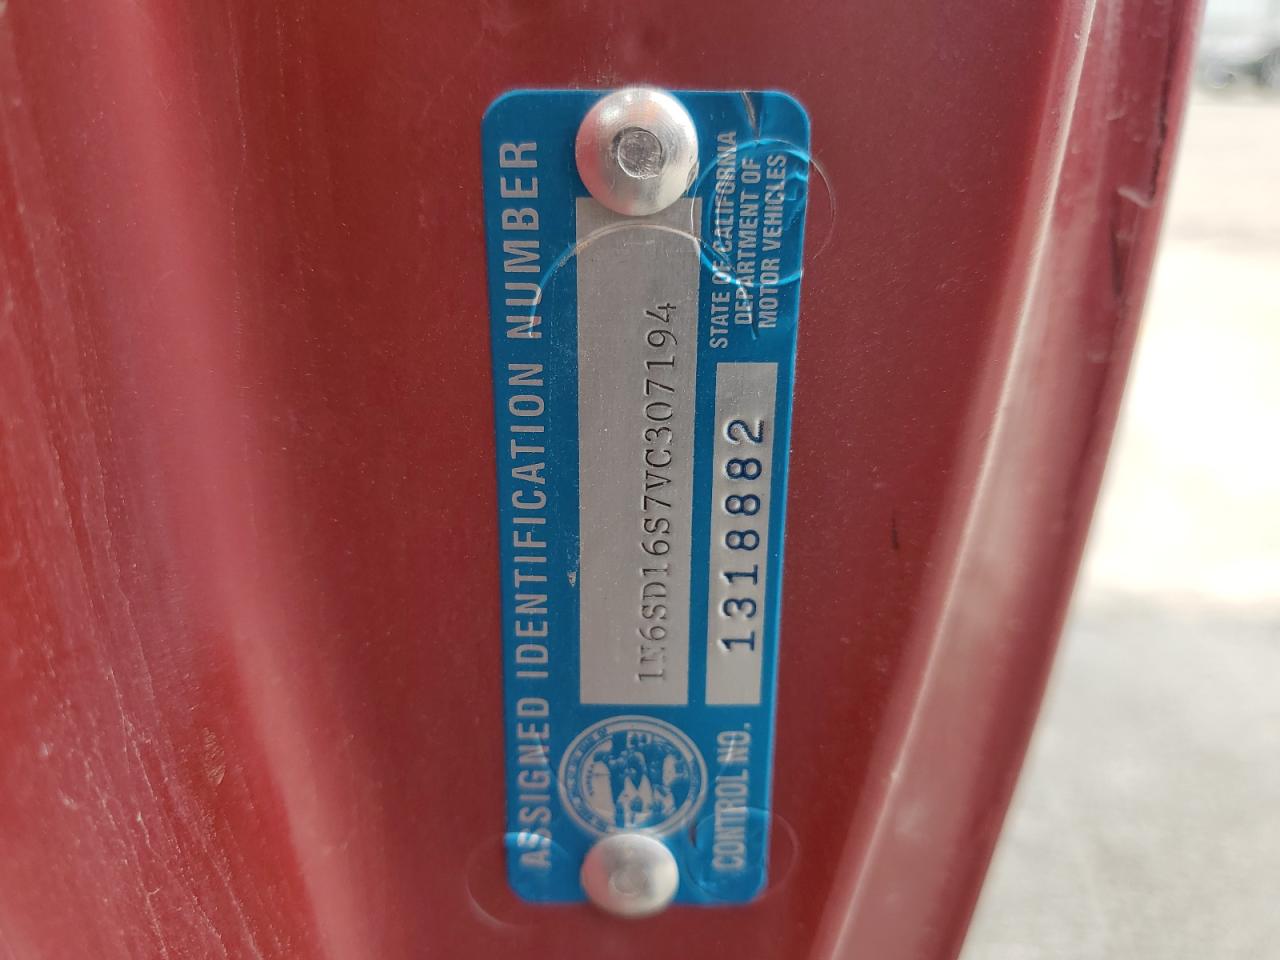 ASSIGNED IDENTIFICATION NUMBER
1N6SD16S7VC307194
STATE OF CALIFORNIA
DEPARTMENT OF
MOTOR VEHICLES
CONTROL NO. 1318882